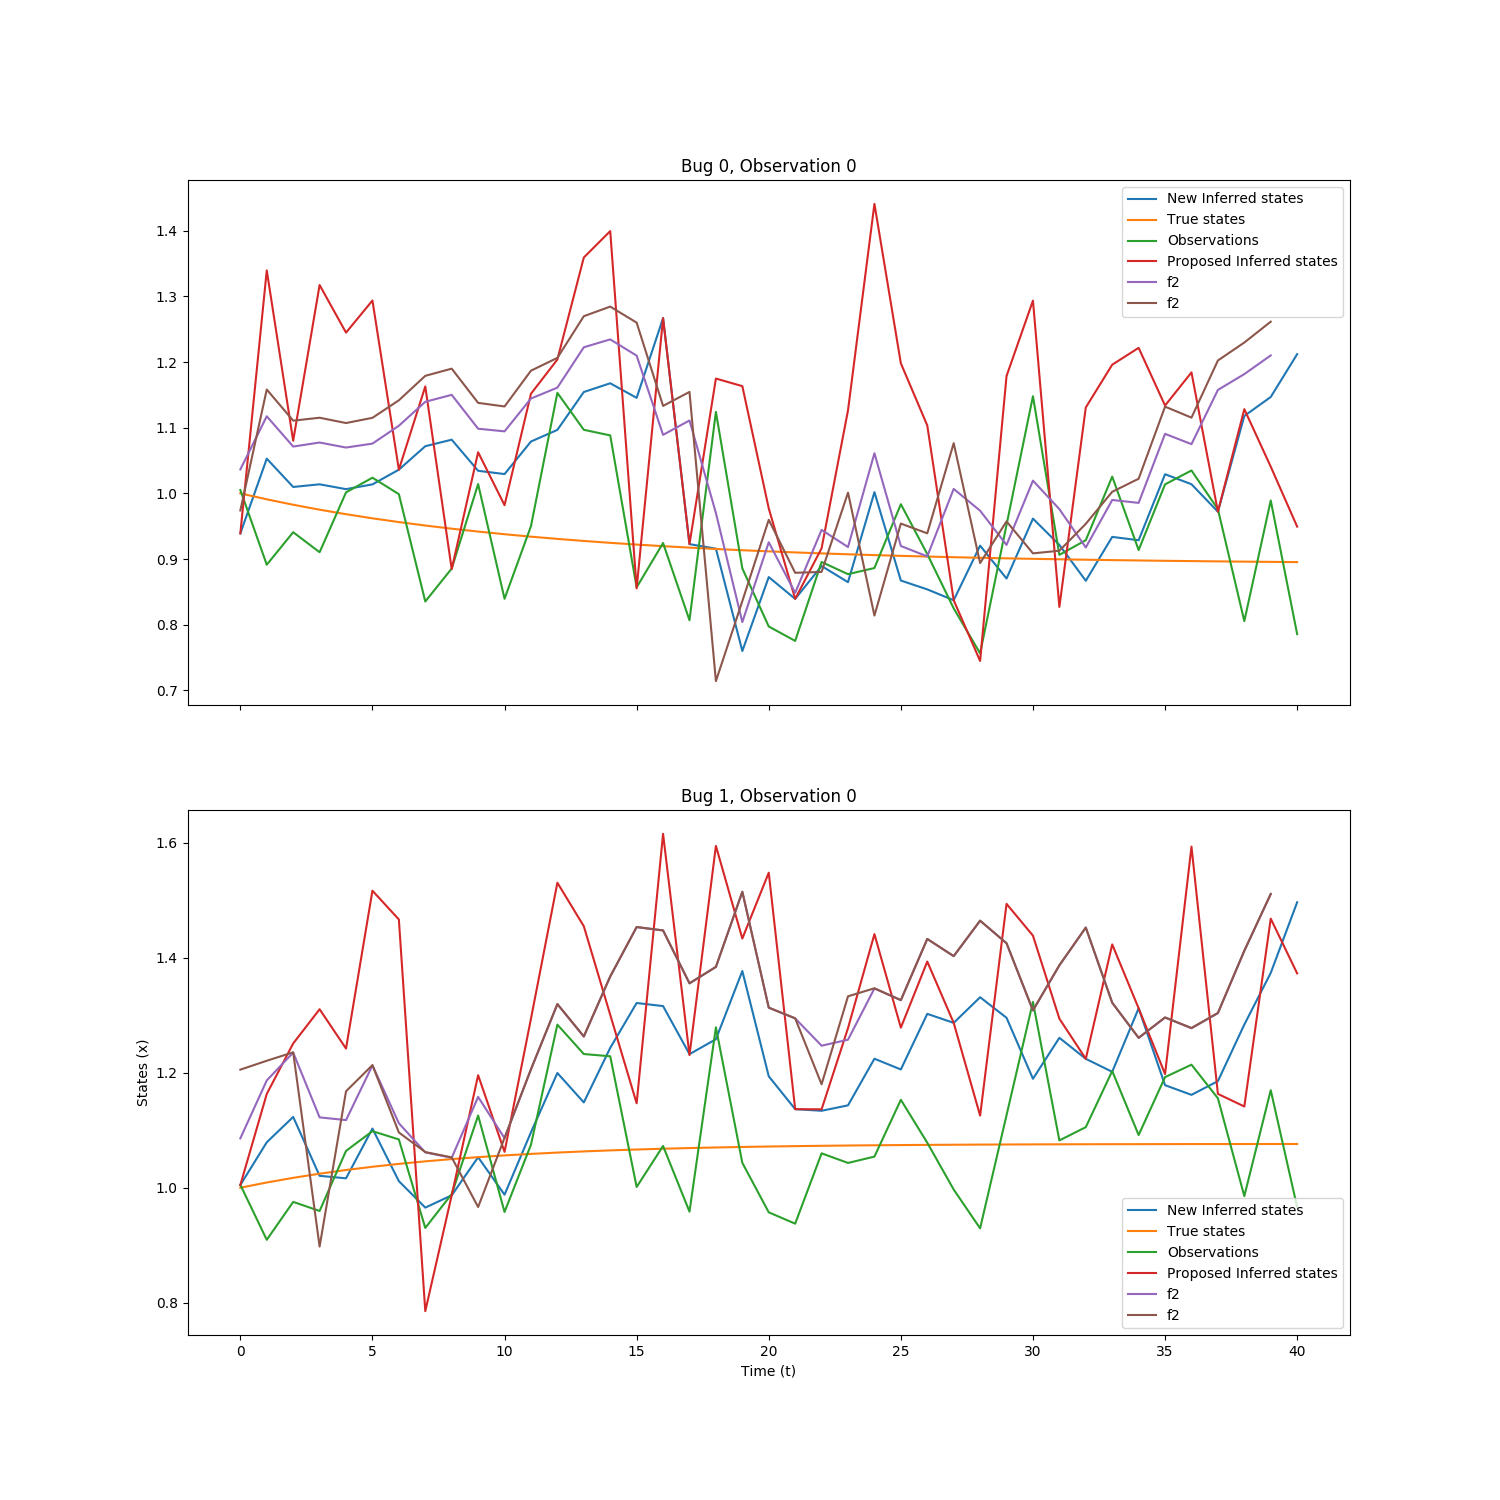 Bug 0, Observation 0
1.4
1.3
1.2
1.1
1.0
0.9
0.8
0.7
New Inferred states
True states
Observations
Proposed Inferred states
f2
f2
Bug 1, Observation 0
States (x)
1.6
1.4
1.2
1.0
0.8
New Inferred states
True states
Observations
Proposed Inferred states
f2
f2
0 5 10 15 20 25 30 35 40
Time (t)